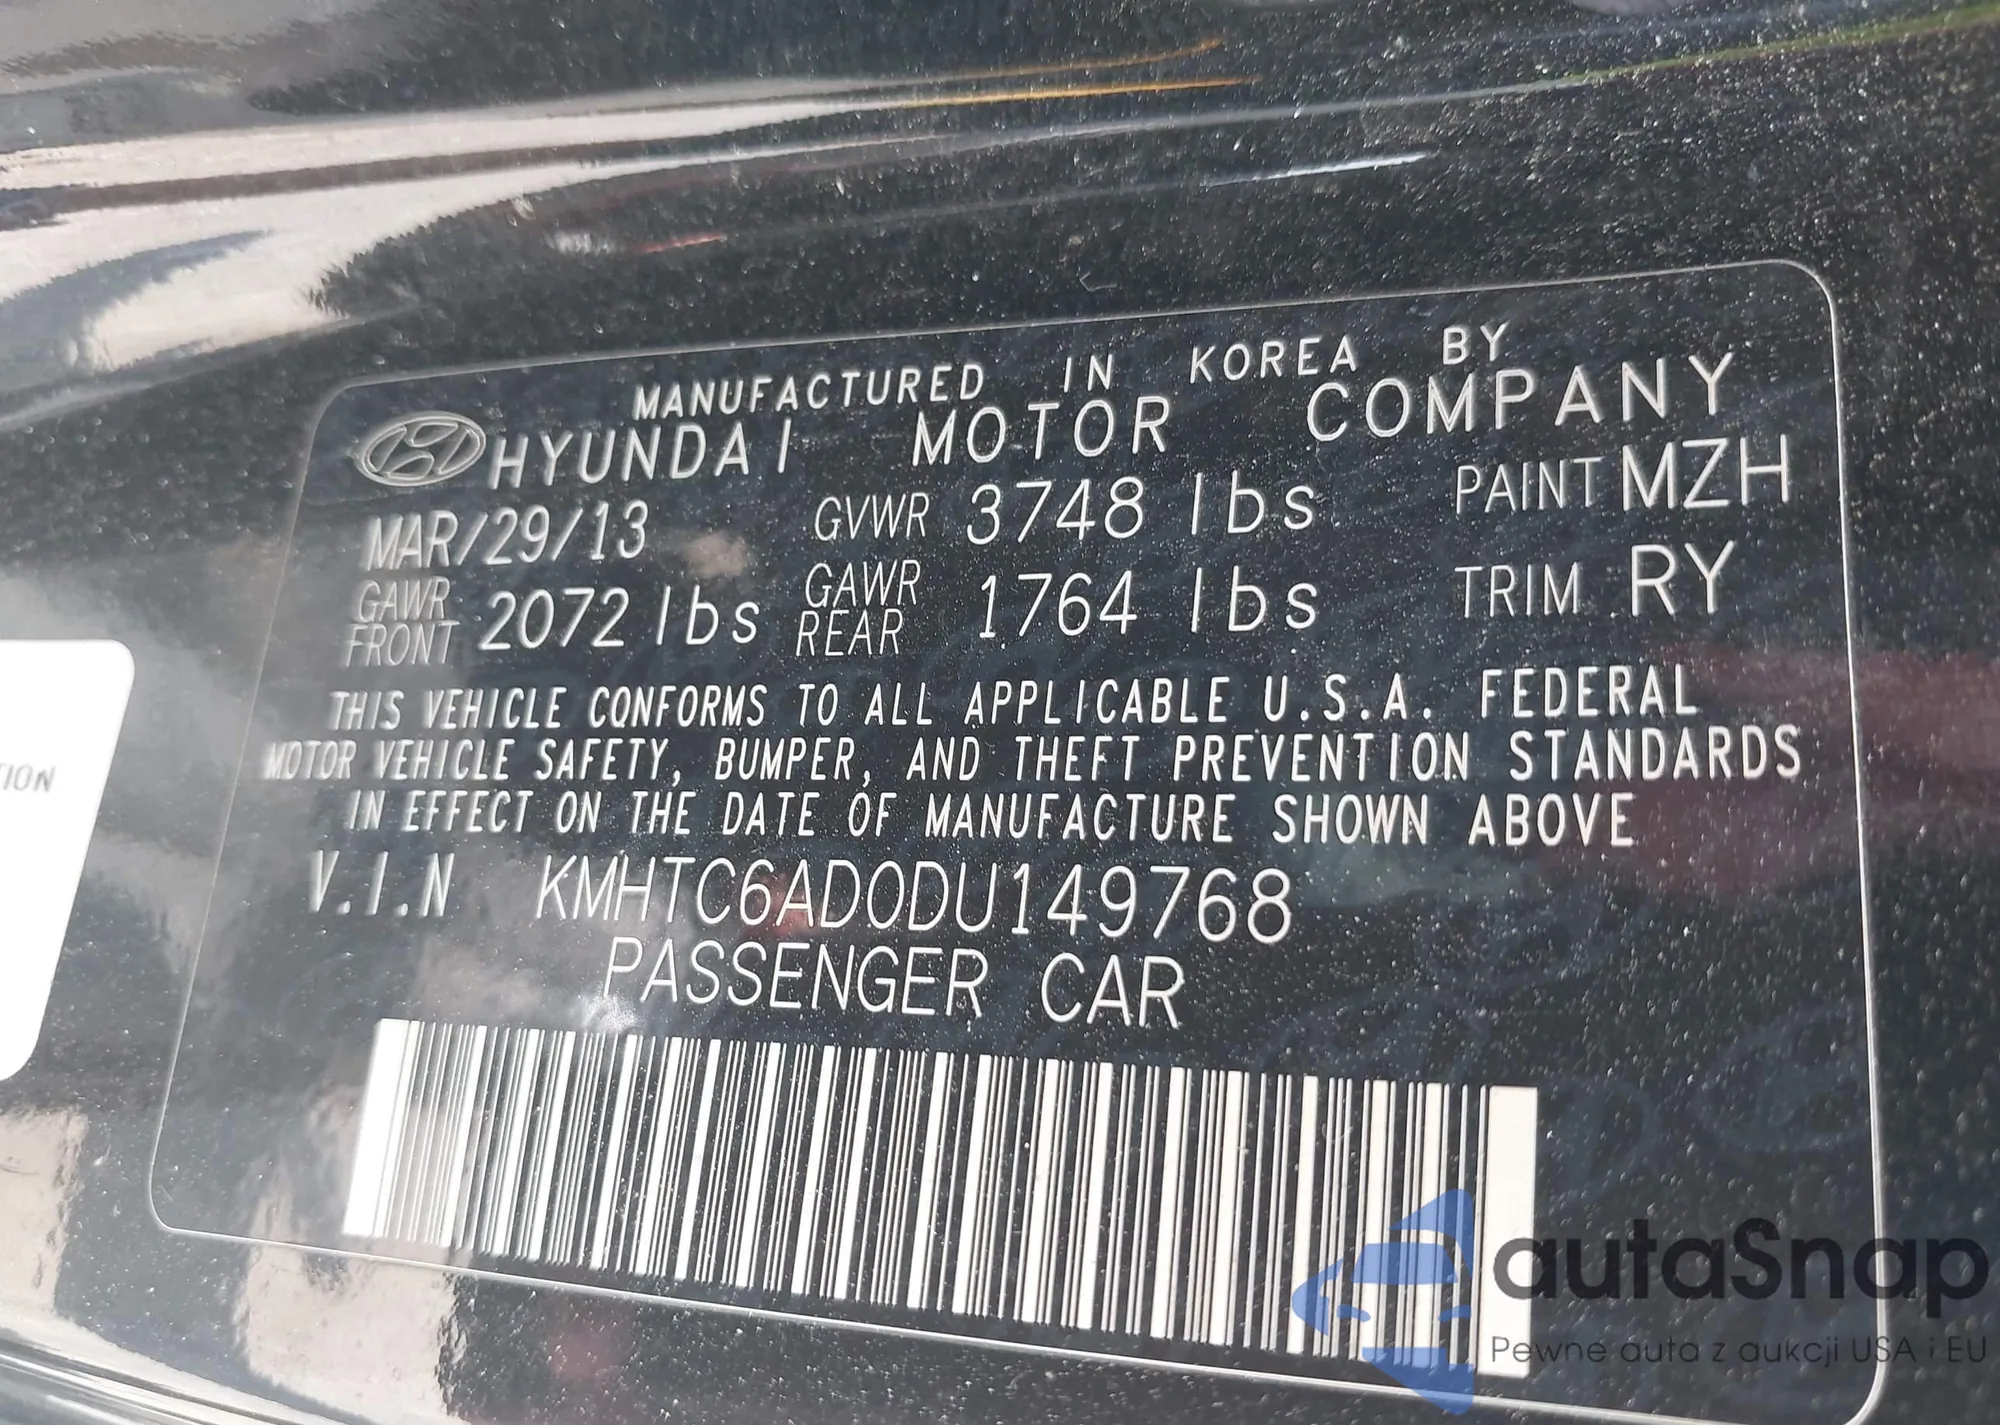 MANUFACTURED IN KOREA BY
HYUNDAI MOTOR COMPANY
MAR/29/13 GVWR 3748 lbs PAINT MZH
GAWR FRONT 2072 lbs GAWR REAR 1764 lbs TRIM RY
THIS VEHICLE CONFORMS TO ALL APPLICABLE U.S.A. FEDERAL
MOTOR VEHICLE SAFETY, BUMPER, AND THEFT PREVENTION STANDARDS
IN EFFECT ON THE DATE OF MANUFACTURE SHOWN ABOVE
V.I.N KMHTC6AD0DU149768
PASSENGER CAR
autaSnap
Pewne auta z aukcji USA i EU